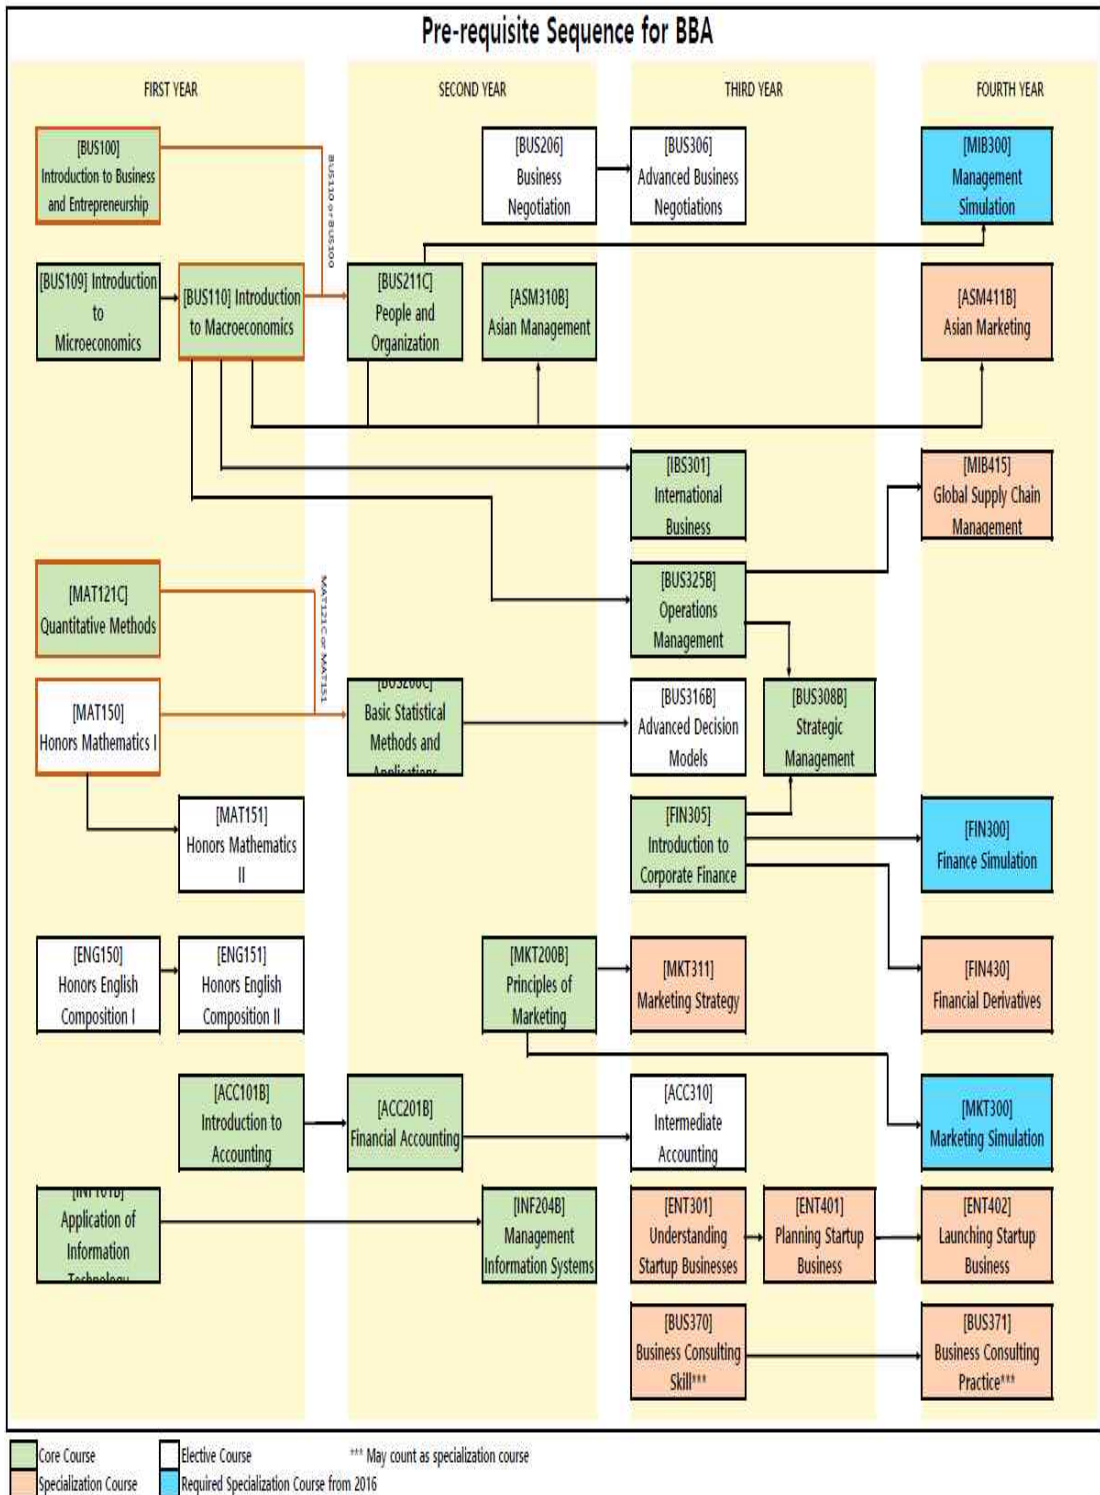 Pre-requisite Sequence for BBA
FIRST YEAR
SECOND YEAR
THIRD YEAR
FOURTH YEAR
[BUS100]
Introduction to Business
and Entrepreneurship
BUS110 or BUS100
[BUS206]
Business
Negotiation
[BUS306]
Advanced Business
Negotiations
[MIB300]
Management
Simulation
[BUS109] Introduction
to
Microeconomics
[BUS110] Introduction
to Macroeconomics
[BUS211C]
People and
Organization
[ASM310B]
Asian Management
[ASM411B]
Asian Marketing
[IBS301]
International
Business
[MIB415]
Global Supply Chain
Management
[MAT121C]
Quantitative Methods
MAT121C or MAT151
[BUS325B]
Operations
Management
[MAT150]
Honors Mathematics I
[BUS200C]
Basic Statistical
Methods and
Applications
[BUS316B]
Advanced Decision
Models
[BUS308B]
Strategic
Management
[MAT151]
Honors Mathematics
II
[FIN305]
Introduction to
Corporate Finance
[FIN300]
Finance Simulation
[ENG150]
Honors English
Composition I
[ENG151]
Honors English
Composition II
[MKT200B]
Principles of
Marketing
[MKT311]
Marketing Strategy
[FIN430]
Financial Derivatives
[ACC101B]
Introduction to
Accounting
[ACC201B]
Financial Accounting
[ACC310]
Intermediate
Accounting
[MKT300]
Marketing Simulation
[INF101B]
Application of
Information
Technology
[INF204B]
Management
Information Systems
[ENT301]
Understanding
Startup Businesses
[ENT401]
Planning Startup
Business
[ENT402]
Launching Startup
Business
[BUS370]
Business Consulting
Skill***
[BUS371]
Business Consulting
Practice***
Core Course
Elective Course
*** May count as specialization course
Specialization Course
Required Specialization Course from 2016